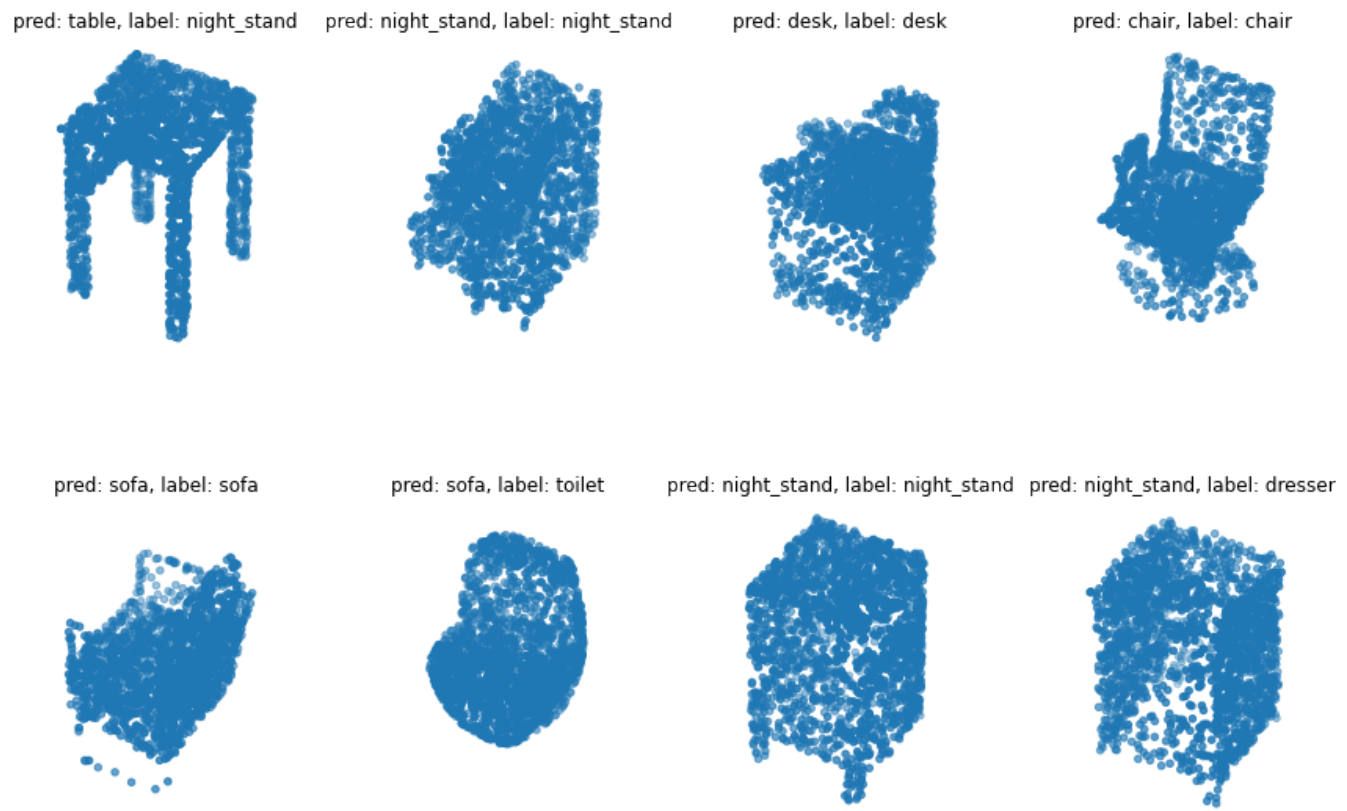 pred: table, label: night_stand
pred: night_stand, label: night_stand
pred: desk, label: desk
pred: chair, label: chair
pred: sofa, label: sofa
pred: sofa, label: toilet
pred: night_stand, label: night_stand
pred: night_stand, label: dresser